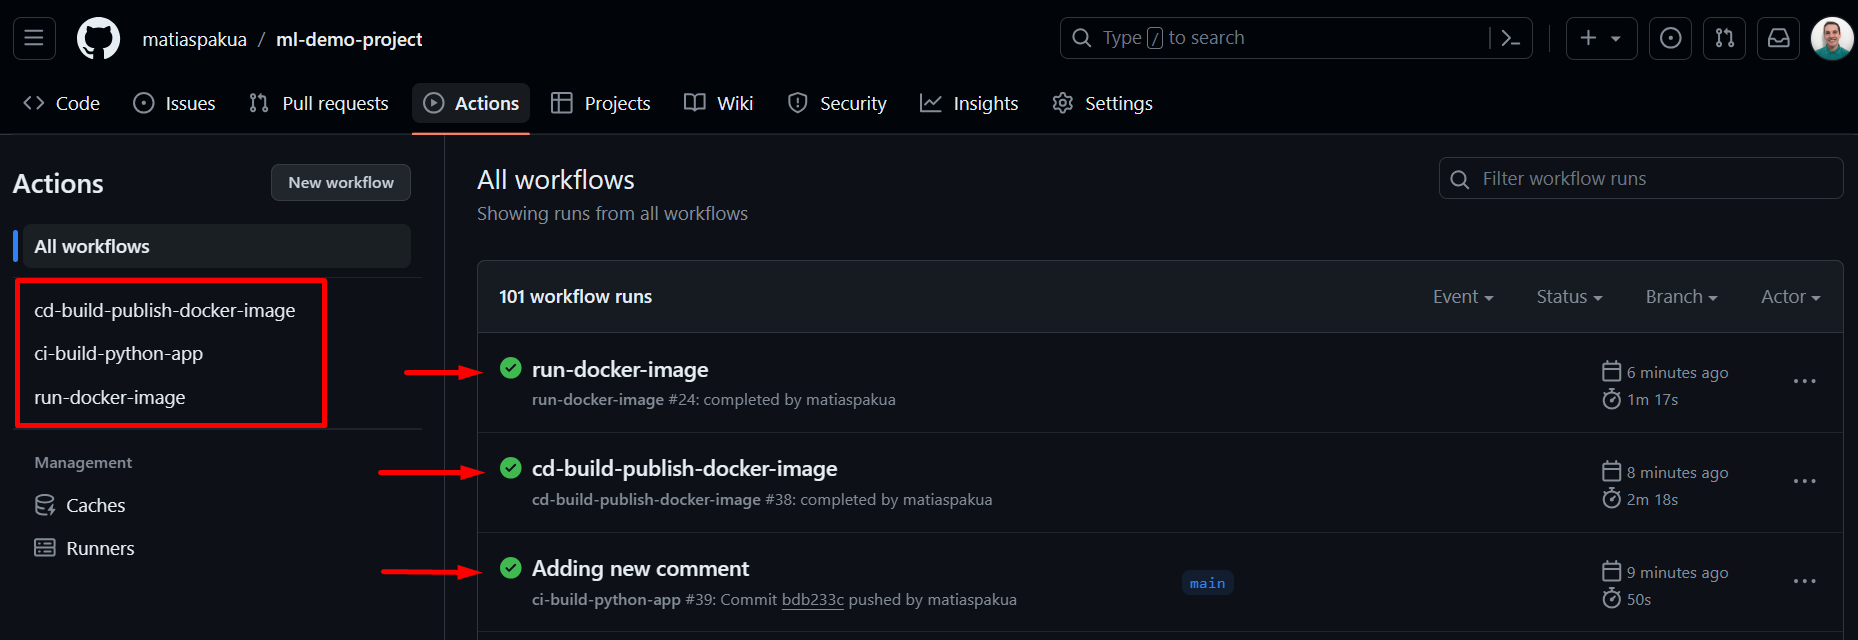 matiaspakua / ml-demo-project
Type / to search
Code Issues Pull requests Actions Projects Wiki Security Insights Settings
Actions
New workflow
All workflows
cd-build-publish-docker-image
ci-build-python-app
run-docker-image
Management
Caches
Runners
All workflows
Showing runs from all workflows
Filter workflow runs
101 workflow runs
Event Status Branch Actor
run-docker-image
run-docker-image #24: completed by matiaspakua
6 minutes ago
1m 17s
cd-build-publish-docker-image
cd-build-publish-docker-image #38: completed by matiaspakua
8 minutes ago
2m 18s
Adding new comment
ci-build-python-app #39: Commit bdb233c pushed by matiaspakua
main
9 minutes ago
50s